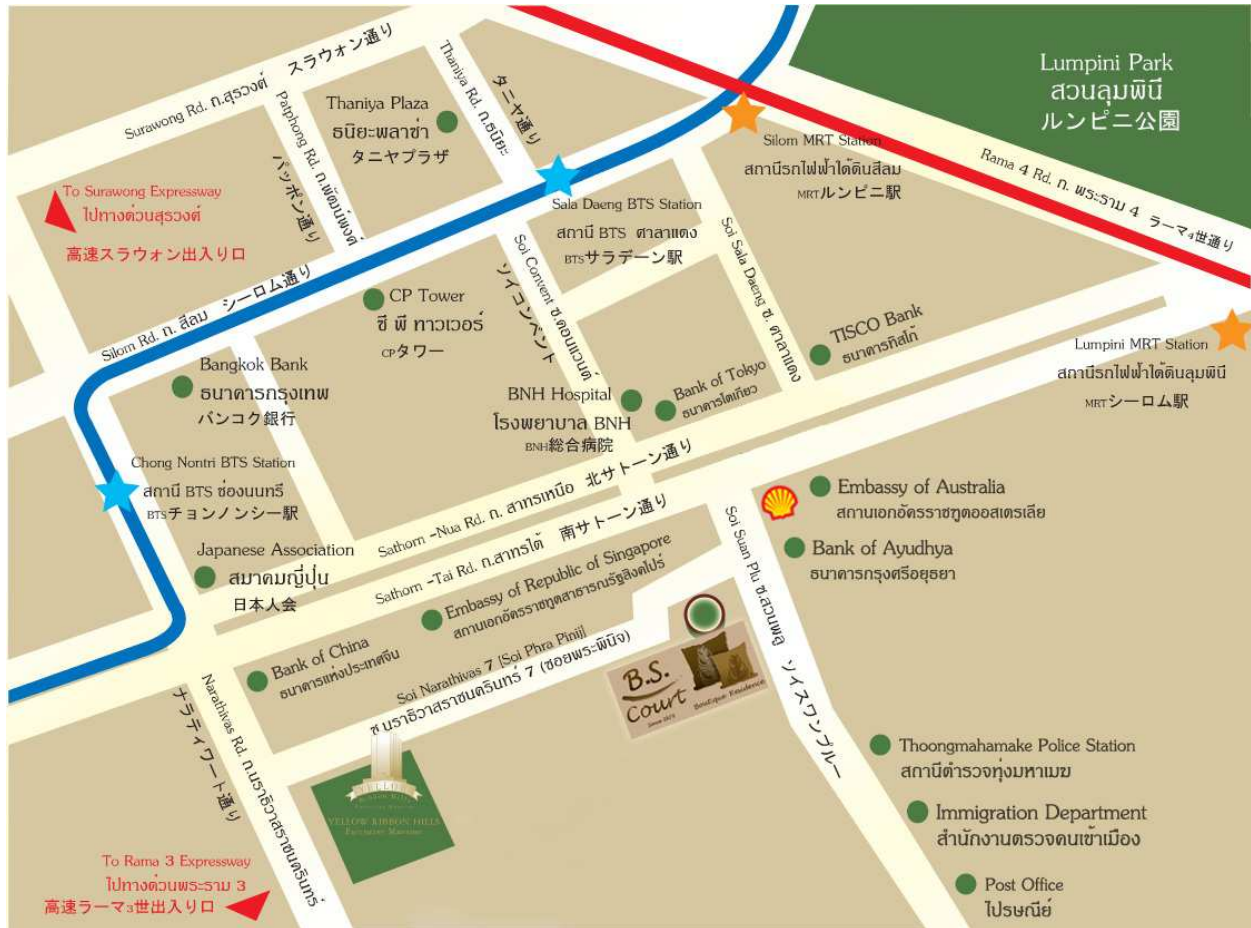 Lumpini Park
สวนลุมพินี
ルンピニ公園
Surawong Rd. ถ.สุรวงศ์ スラウォン通り
Patphong Rd. ถ.พัฒน์พงศ์
パッポン通り
Thaniya Rd. ถ.ธนิยะ
タニヤ通り
Thaniya Plaza
ธนิยะพลาซ่า
タニヤプラザ
Silom MRT Station
สถานีรถไฟฟ้าใต้ดินสีลม
MRTルンピニ駅
Rama 4 Rd. ถ. พระราม 4 ラーマ4世通り
To Surawong Expressway
ไปทางด่วนสุรวงศ์
高速スラウォン出入り口
Sala Daeng BTS Station
สถานี BTS ศาลาแดง
BTSサラデーン駅
Soi Convent ซ.คอนแวนต์
ソイコンベント
Soi Sala Daeng ซ. ศาลาแดง
Silom Rd. ถ. สีลม シーロム通り
CP Tower
ซี พี ทาวเวอร์
CPタワー
TISCO Bank
ธนาคารทิสโก้
Lumpini MRT Station
สถานีรถไฟฟ้าใต้ดินลุมพินี
MRTシーロム駅
Bangkok Bank
ธนาคารกรุงเทพ
バンコク銀行
BNH Hospital
โรงพยาบาล BNH
BNH総合病院
Bank of Tokyo
ธนาคารโตเกียว
Chong Nontri BTS Station
สถานี BTS ช่องนนทรี
BTSチョンノンシー駅
Sathorn -Nua Rd. ถ. สาทรเหนือ 北サトーン通り
Sathorn -Tai Rd. ถ.สาทรใต้ 南サトーン通り
Embassy of Australia
สถานเอกอัครราชฑูตออสเตรเลีย
Bank of Ayudhya
ธนาคารกรุงศรีอยุธยา
Soi Suan Plu ซ.สวนพลู ソイスワンプルー
Japanese Association
สมาคมญี่ปุ่น
日本人会
Embassy of Republic of Singapore
สถานเอกอัครราชฑูตสาธารณรัฐสิงคโปร์
Bank of China
ธนาคารแห่งประเทศจีน
Soi Narathivas 7 [Soi Phra Pinij]
ซ.นราธิวาสราชนครินทร์ 7 (ซอยพระพินิจ)
B.S.
Court
Boutique Residence
Narathivas Rd. ถ.นราธิวาสราชนครินทร์
ナラティワート通り
YELLOW RIBBON HILLS
Thoongmahamake Police Station
สถานีตำรวจทุ่งมหาเมฆ
Immigration Department
สำนักงานตรวจคนเข้าเมือง
Post Office
ไปรษณีย์
To Rama 3 Expressway
ไปทางด่วนพระราม 3
高速ラーマ3世出入り口